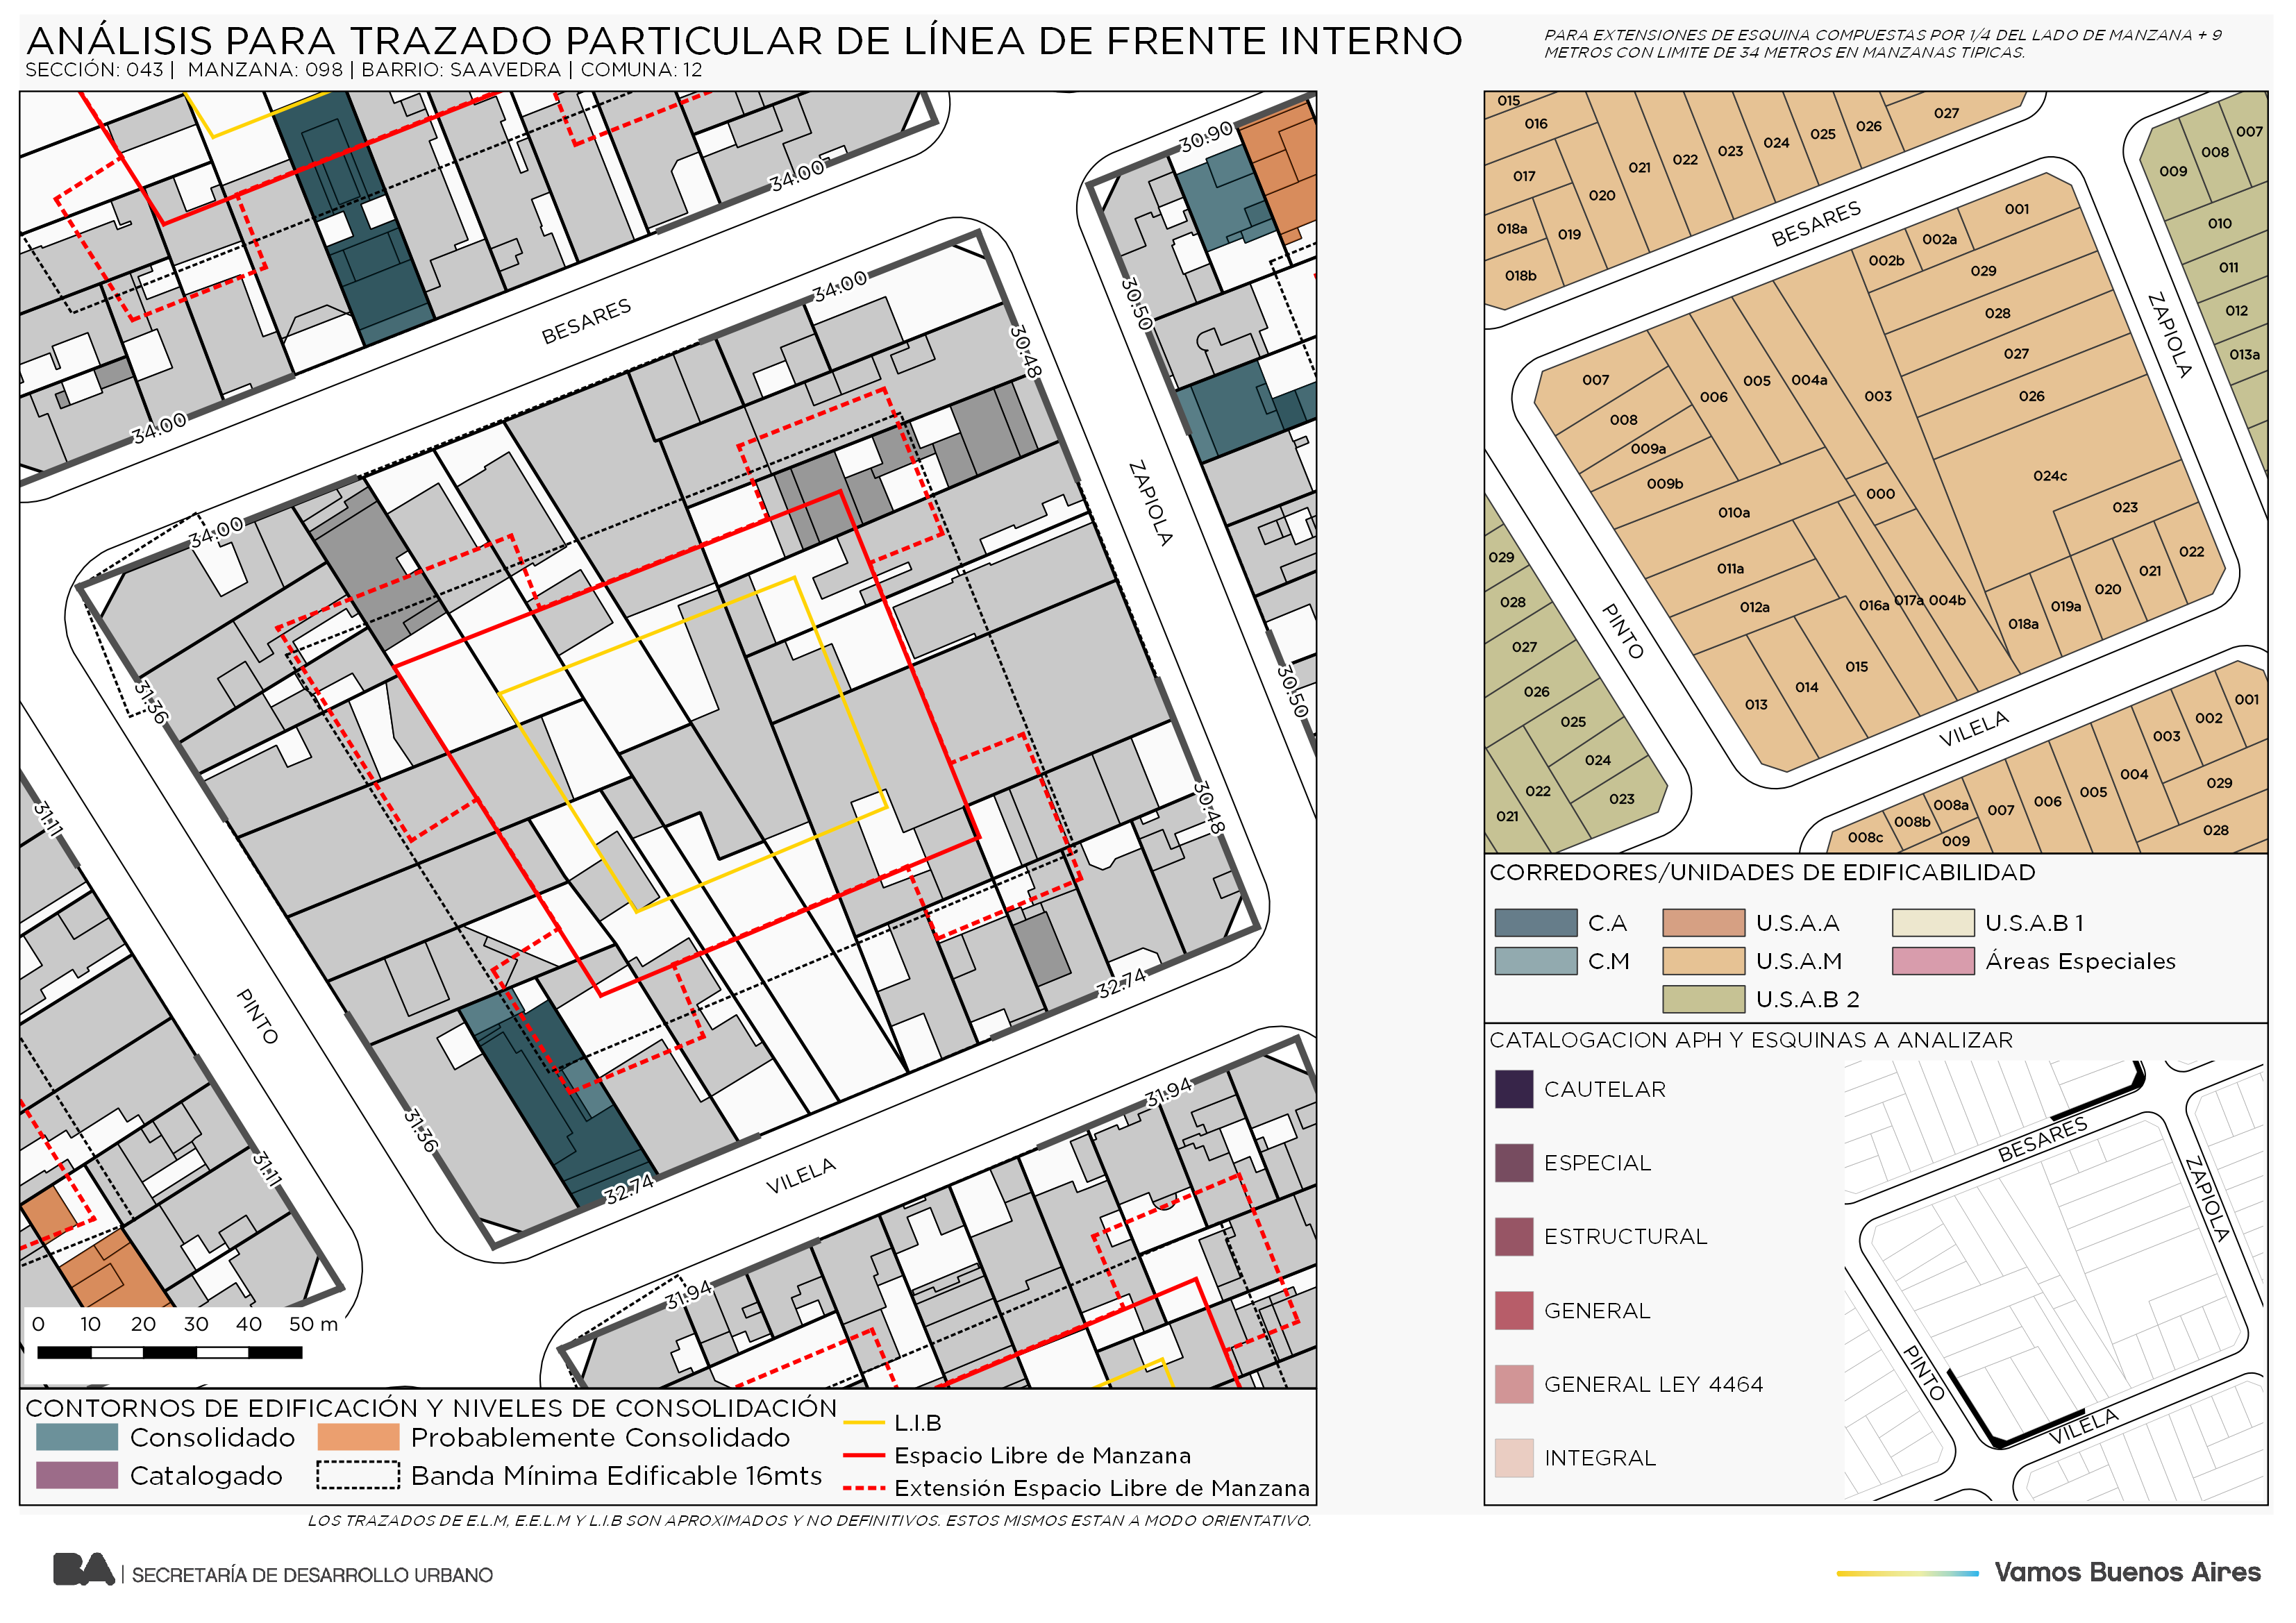 ANÁLISIS PARA TRAZADO PARTICULAR DE LÍNEA DE FRENTE INTERNO
SECCIÓN: 043 | MANZANA: 098 | BARRIO: SAAVEDRA | COMUNA: 12
PARA EXTENSIONES DE ESQUINA COMPUESTAS POR 1/4 DEL LADO DE MANZANA + 9
METROS CON LIMITE DE 34 METROS EN MANZANAS TIPICAS.
30.90
34.00
30.50
BESARES
34.00
30.48
34.00
ZAPIOLA
34.00
31.36
30.50
31.11
30.48
PINTO
32.74
31.36
31.94
31.11
VILELA
32.74
31.94
0 10 20 30 40 50 m
015
016
017
018a
018b
019
020
021
022
023
024
025
026
027
007
008
009
010
011
012
013a
BESARES
ZAPIOLA
001
002a
002b
029
028
027
026
003
004a
005
006
007
008
009a
009b
010a
000
024c
023
022
021
020
019a
018a
004b
017a
016a
011a
012a
013
014
015
PINTO
VILELA
029
028
027
026
025
024
023
022
021
001
002
003
004
005
006
007
008a
008b
008c
009
029
028
CORREDORES/UNIDADES DE EDIFICABILIDAD
C.A
U.S.A.A
U.S.A.B 1
C.M
U.S.A.M
Áreas Especiales
U.S.A.B 2
CATALOGACION APH Y ESQUINAS A ANALIZAR
CAUTELAR
ESPECIAL
ESTRUCTURAL
GENERAL
GENERAL LEY 4464
INTEGRAL
BESARES
ZAPIOLA
PINTO
VILELA
CONTORNOS DE EDIFICACIÓN Y NIVELES DE CONSOLIDACIÓN
Consolidado
Probablemente Consolidado
Catalogado
Banda Mínima Edificable 16mts
L.I.B
Espacio Libre de Manzana
Extensión Espacio Libre de Manzana
LOS TRAZADOS DE E.L.M, E.E.L.M Y L.I.B SON APROXIMADOS Y NO DEFINITIVOS. ESTOS MISMOS ESTAN A MODO ORIENTATIVO.
BA | SECRETARÍA DE DESARROLLO URBANO
Vamos Buenos Aires